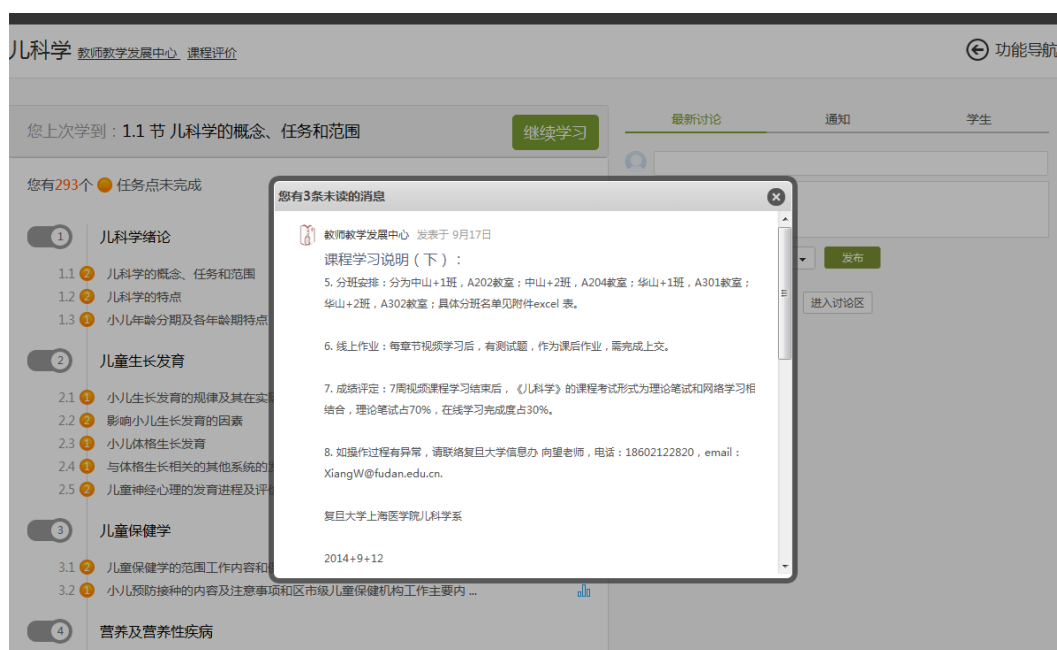 儿科学 教师教学发展中心 课程评价
功能导航
您上次学到：1.1 节 儿科学的概念、任务和范围
继续学习
最新讨论 通知 学生
您有293个 任务点未完成
发布
进入讨论区
您有3条未读的消息
教师教学发展中心 发表于 9月17日
课程学习说明（下）：
5. 分班安排：分为中山+1班，A202教室；中山+2班，A204教室；华山+1班，A301教室；
华山+2班，A302教室；具体分班名单见附件excel 表。
6. 线上作业：每章节视频学习后，有测试题，作为课后作业，需完成上交。
7. 成绩评定：7周视频课程学习结束后，《儿科学》的课程考试形式为理论笔试和网络学习相
结合，理论笔试占70%，在线学习完成度占30%。
8. 如操作过程有异常，请联络复旦大学信息办 向望老师，电话：18602122820，email：
XiangW@fudan.edu.cn.
复旦大学上海医学院儿科学系
2014+9+12
1 儿科学绪论
1.1 2 儿科学的概念、任务和范围
1.2 2 儿科学的特点
1.3 1 小儿年龄分期及各年龄期特点
2 儿童生长发育
2.1 1 小儿生长发育的规律及其在实
2.2 2 影响小儿生长发育的因素
2.3 1 小儿体格生长发育
2.4 1 与体格生长相关的其他系统的
2.5 2 儿童神经心理的发育进程及评
3 儿童保健学
3.1 2 儿童保健学的范围工作内容和
3.2 1 小儿预防接种的内容及注意事项和区市级儿童保健机构工作主要内 ...
4 营养及营养性疾病